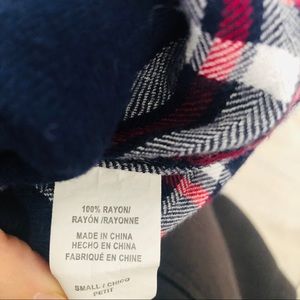 100% RAYON/
RAYÓN /RAYONNE
MADE IN CHINA
HECHO EN CHINA
FABRIQUÉ EN CHINE
SMALL / CHICO
PETIT